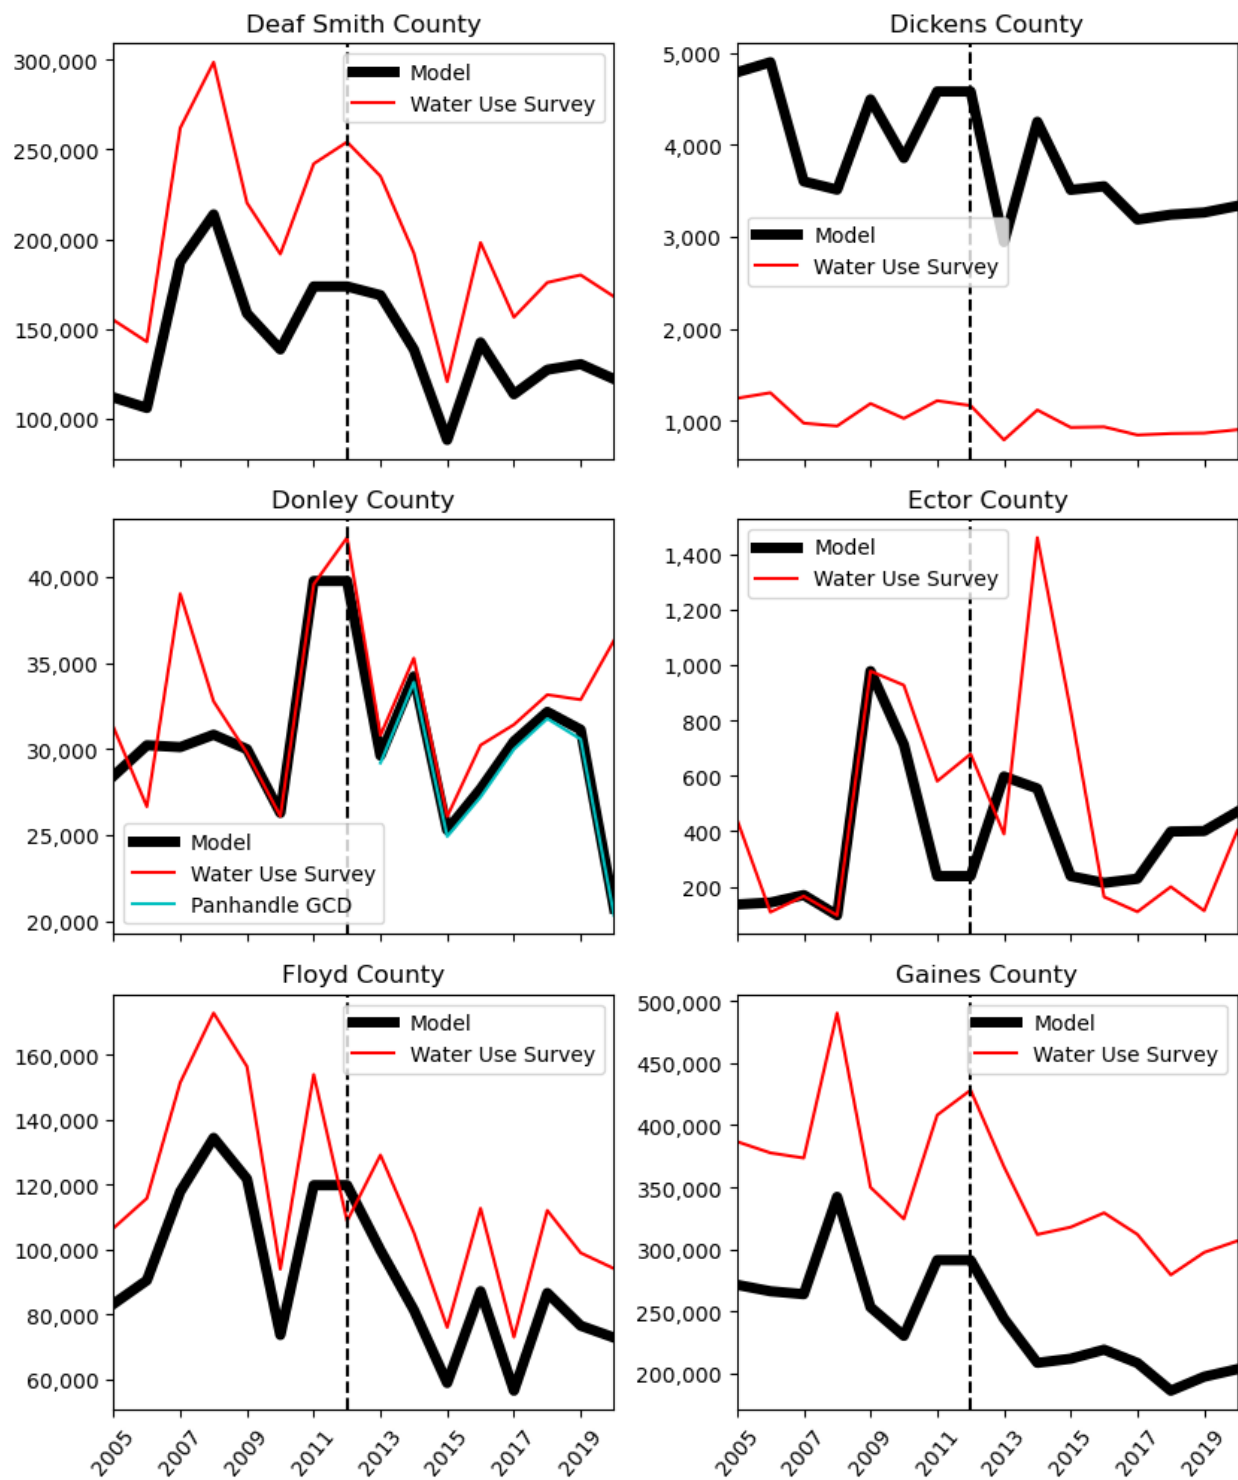 Deaf Smith County
300,000
250,000
200,000
150,000
100,000
Model
Water Use Survey
Dickens County
5,000
4,000
3,000
2,000
1,000
Model
Water Use Survey
Donley County
40,000
35,000
30,000
25,000
20,000
Model
Water Use Survey
Panhandle GCD
Ector County
1,400
1,200
1,000
800
600
400
200
Model
Water Use Survey
Floyd County
160,000
140,000
120,000
100,000
80,000
60,000
Model
Water Use Survey
2005
2007
2009
2011
2013
2015
2017
2019
Gaines County
500,000
450,000
400,000
350,000
300,000
250,000
200,000
Model
Water Use Survey
2005
2007
2009
2011
2013
2015
2017
2019